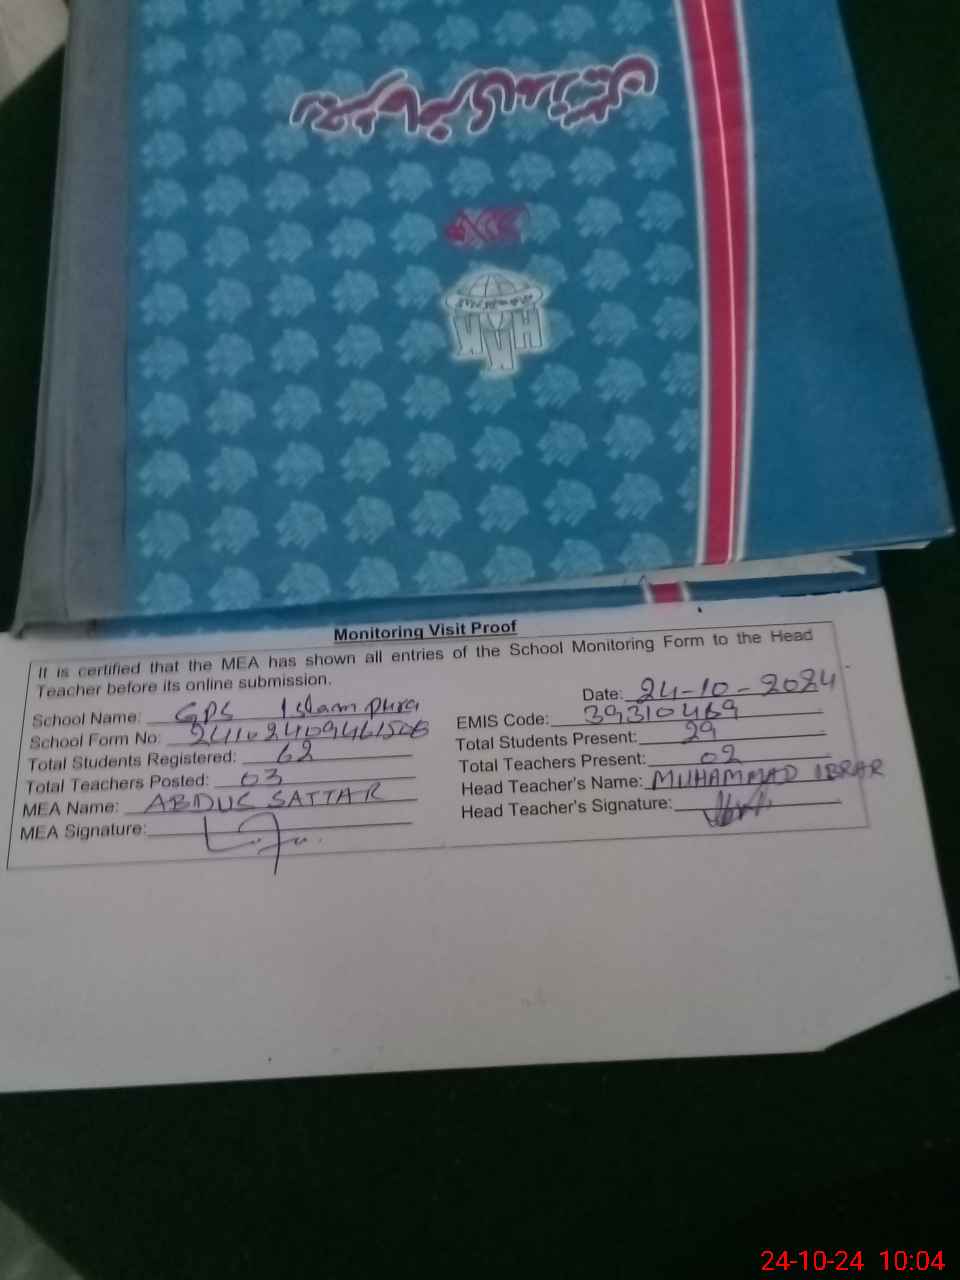 Monitoring Visit Proof
It is certified that the MEA has shown all entries of the School Monitoring Form to the Head
Teacher before its online submission.
Date: 24-10-2024
School Name: GPS Islam Pura
EMIS Code: 39310469
School Form No:
Total Students Present: 29
Total Students Registered: 62
Total Teachers Present: 02
Total Teachers Posted: 03
Head Teacher's Name: MUHAMMAD IBRAR
MEA Name: ABDUL SATTAR
Head Teacher's Signature:
MEA Signature:
24-10-24 10:04